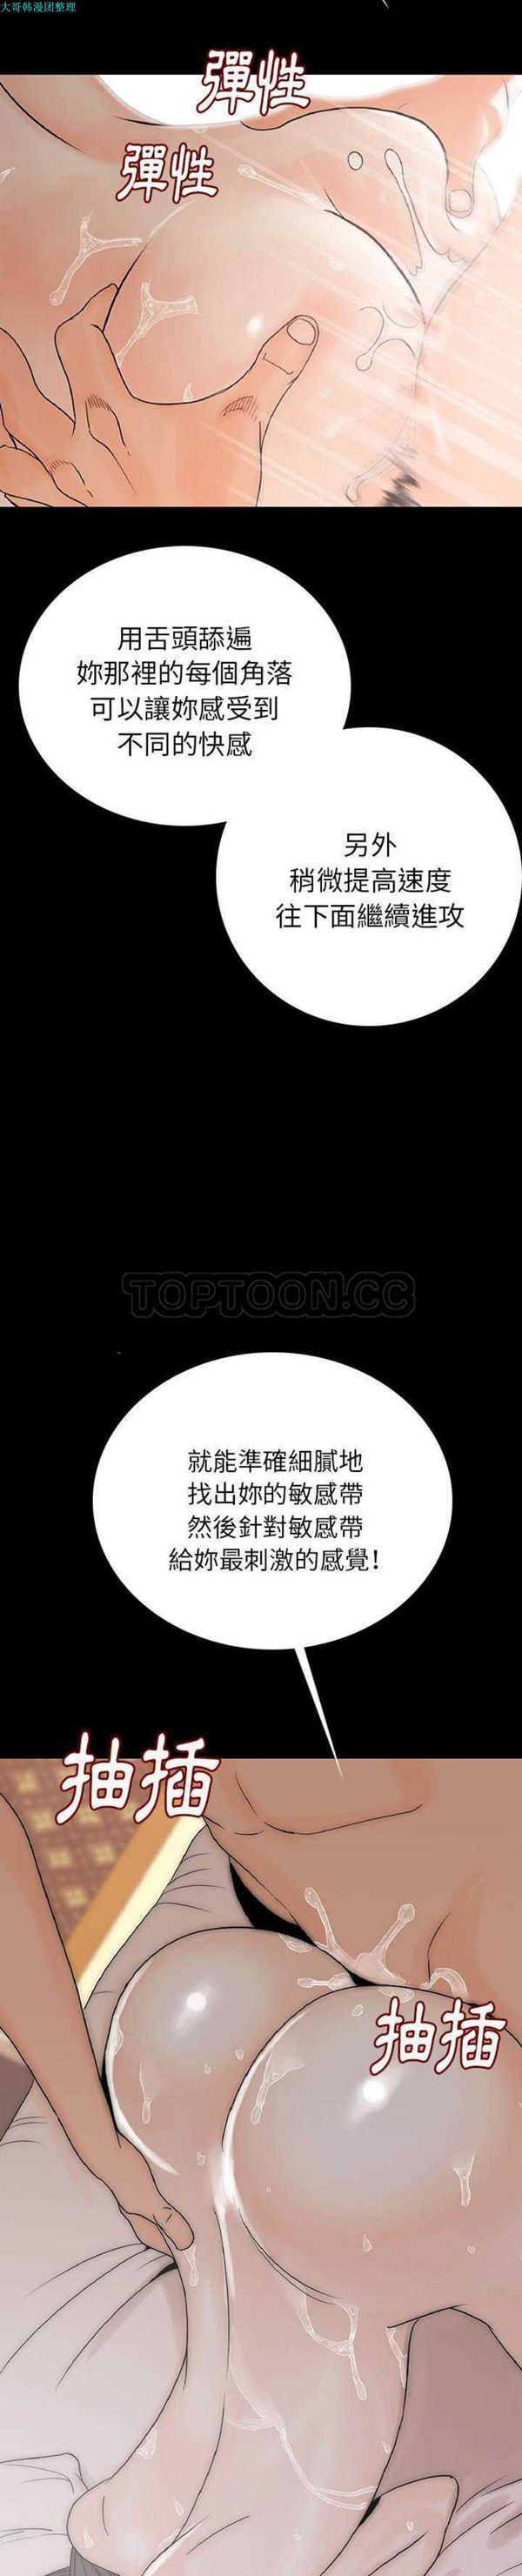 大哥韩漫团整理
彈性
彈性
用舌頭舔遍
妳那裡的每個角落
可以讓妳感受到
不同的快感
另外
稍微提高速度
往下面繼續進攻
TOPTOON.CC
就能準確細膩地
找出妳的敏感帶
然後針對敏感帶
給妳最刺激的感覺!
抽插
抽插